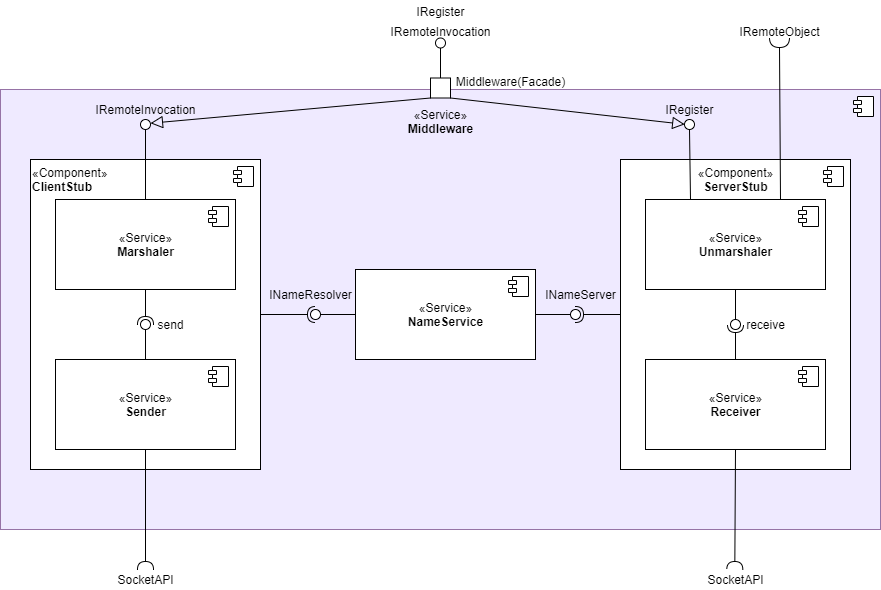 IRegister
IRemoteInvocation
IRemoteObject
Middleware(Facade)
IRemoteInvocation
«Service»
Middleware
IRegister
«Component»
ClientStub
«Component»
ServerStub
«Service»
Marshaler
«Service»
Unmarshaler
INameResolver
«Service»
NameService
INameServer
send
receive
«Service»
Sender
«Service»
Receiver
SocketAPI
SocketAPI